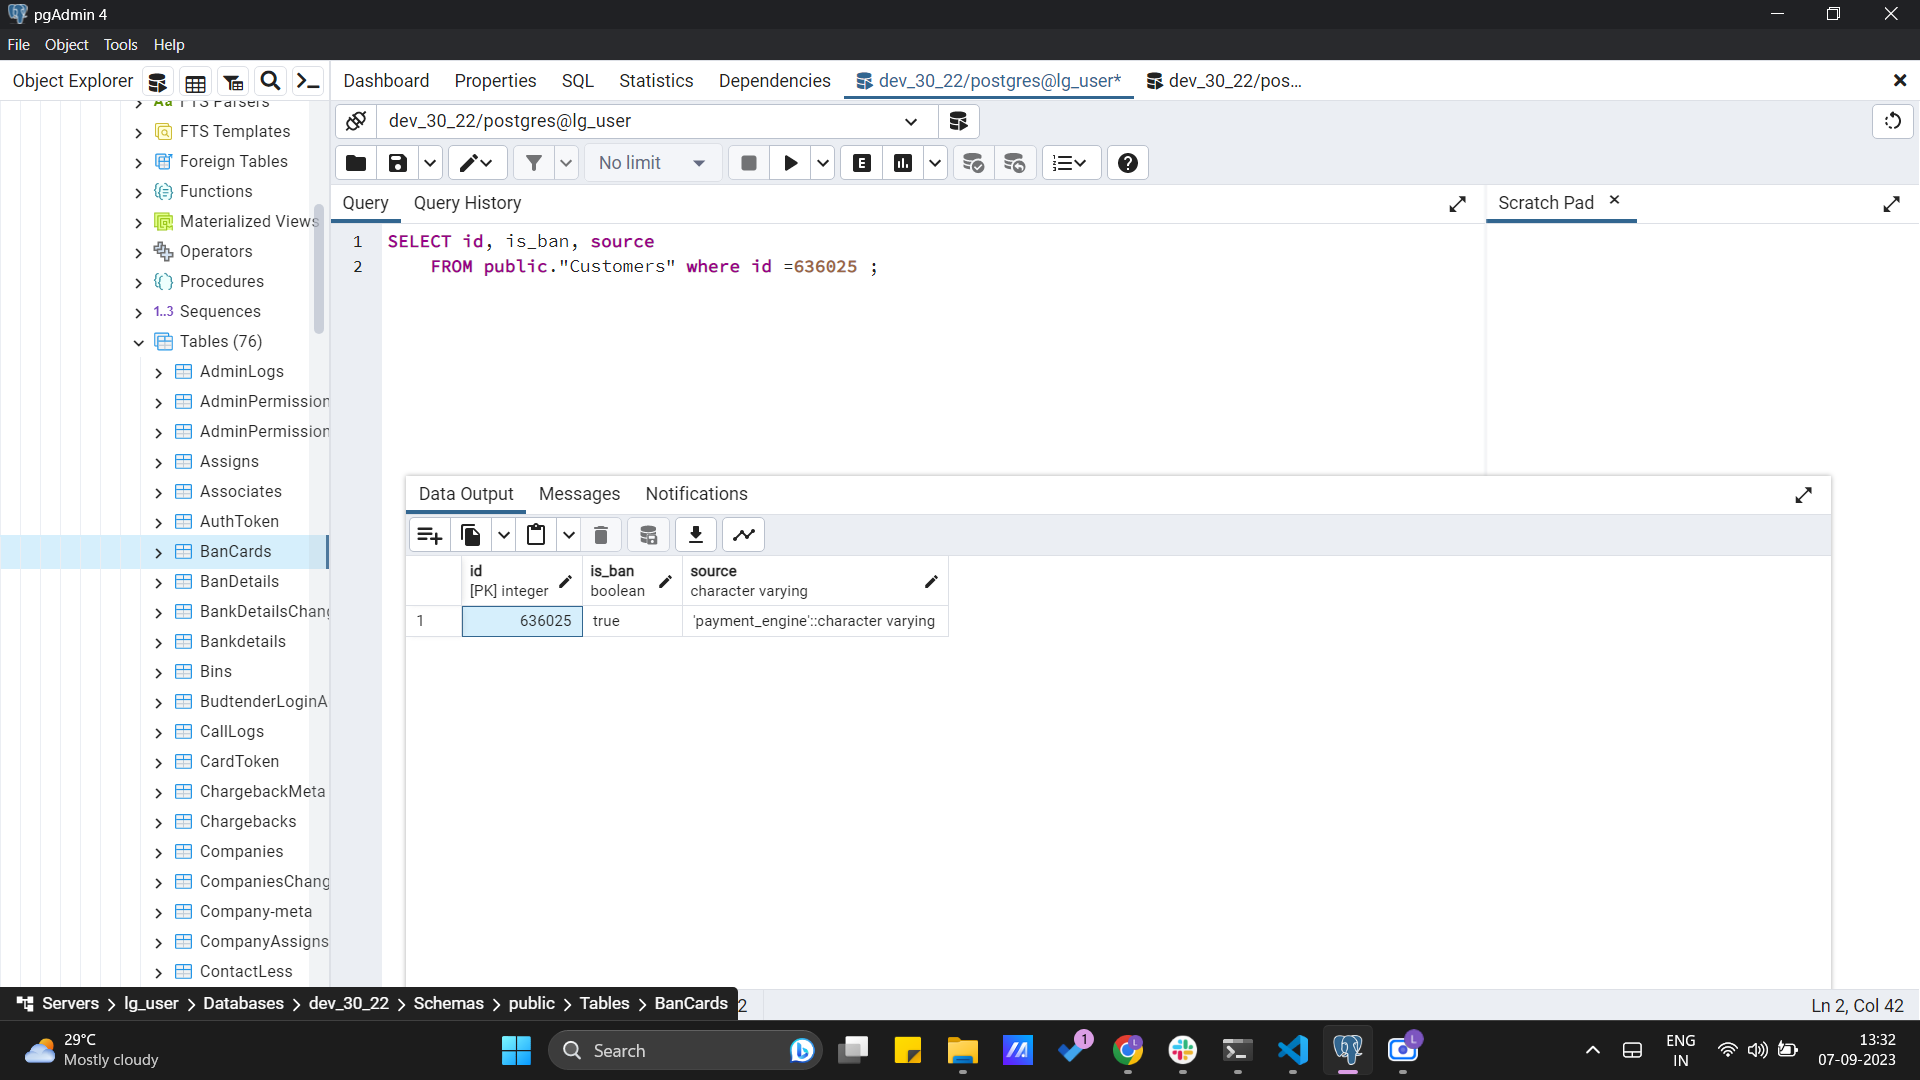 pgAdmin 4
File Object Tools Help
Object Explorer
Dashboard Properties SQL Statistics Dependencies dev_30_22/postgres@lg_user* dev_30_22/pos...
dev_30_22/postgres@lg_user
No limit
E
Query Query History
Scratch Pad
1 SELECT id, is_ban, source
2 FROM public."Customers" where id =636025 ;
FTS Parsers
FTS Templates
Foreign Tables
Functions
Materialized Views
Operators
Procedures
1..3 Sequences
Tables (76)
AdminLogs
AdminPermission
AdminPermission
Assigns
Associates
AuthToken
BanCards
BanDetails
BankDetailsChang
Bankdetails
Bins
BudtenderLoginA
CallLogs
CardToken
ChargebackMeta
Chargebacks
Companies
CompaniesChang
Company-meta
CompanyAssigns
ContactLess
Data Output Messages Notifications
id is_ban source
[PK] integer boolean character varying
1 636025 true 'payment_engine'::character varying
Servers > lg_user > Databases > dev_30_22 > Schemas > public > Tables > BanCards 2
Ln 2, Col 42
29°C
Mostly cloudy
Search
1
L
L
ENG
IN
13:32
07-09-2023